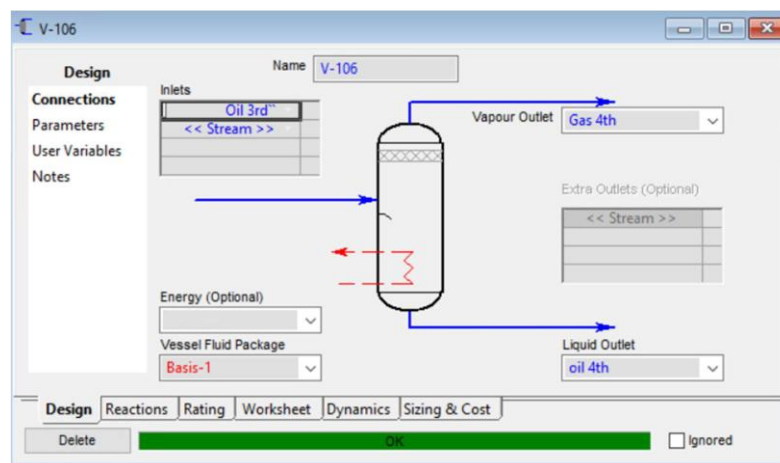 V-106
Design
Connections
Parameters
User Variables
Notes
Name V-106
Inlets
Oil 3rd``
<< Stream >>
Vapour Outlet Gas 4th
Extra Outlets (Optional)
<< Stream >>
Energy (Optional)
Vessel Fluid Package
Basis-1
Liquid Outlet
oil 4th
Design Reactions Rating Worksheet Dynamics Sizing & Cost
Delete OK Ignored